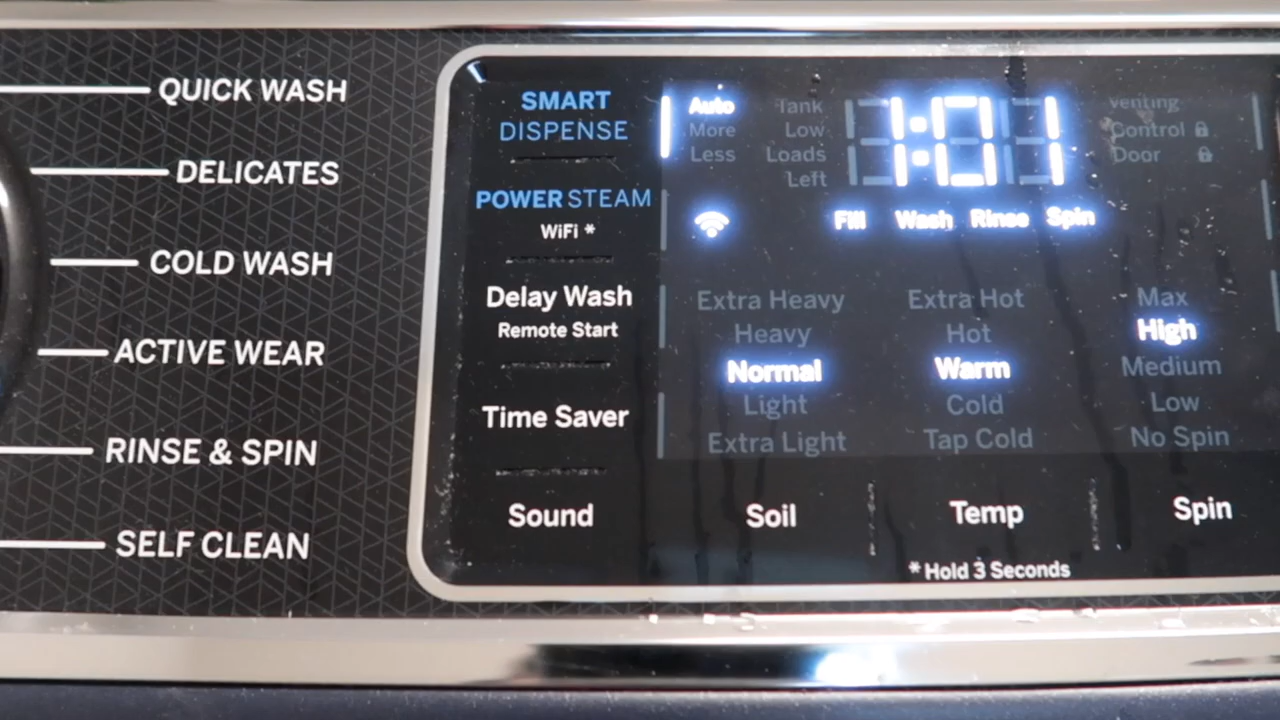 QUICK WASH
DELICATES
COLD WASH
ACTIVE WEAR
RINSE & SPIN
SELF CLEAN
SMART
DISPENSE
POWER STEAM
WiFi *
Delay Wash
Remote Start
Time Saver
Sound
Auto
More
Less
Tank
Low
Loads
Left
1:01
Venting
Control
Door
Fill Wash Rinse Spin
Extra Heavy
Heavy
Normal
Light
Extra Light
Soil
Extra Hot
Hot
Warm
Cold
Tap Cold
Temp
Max
High
Medium
Low
No Spin
Spin
* Hold 3 Seconds